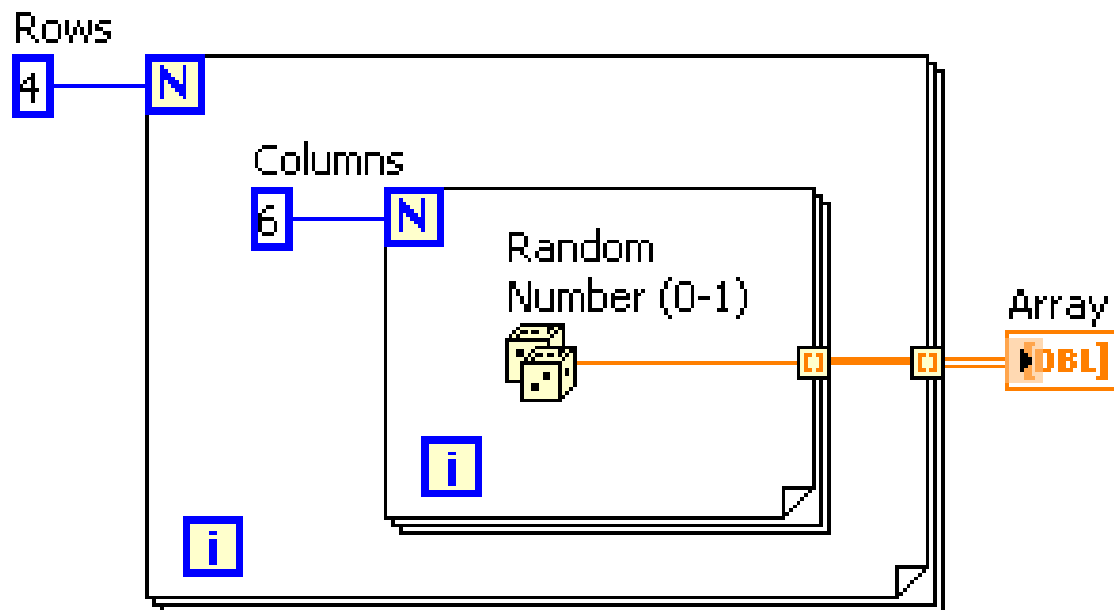 Rows
4
N
Columns
6
N
Random
Number (0-1)
Array
[DBL]
i
i